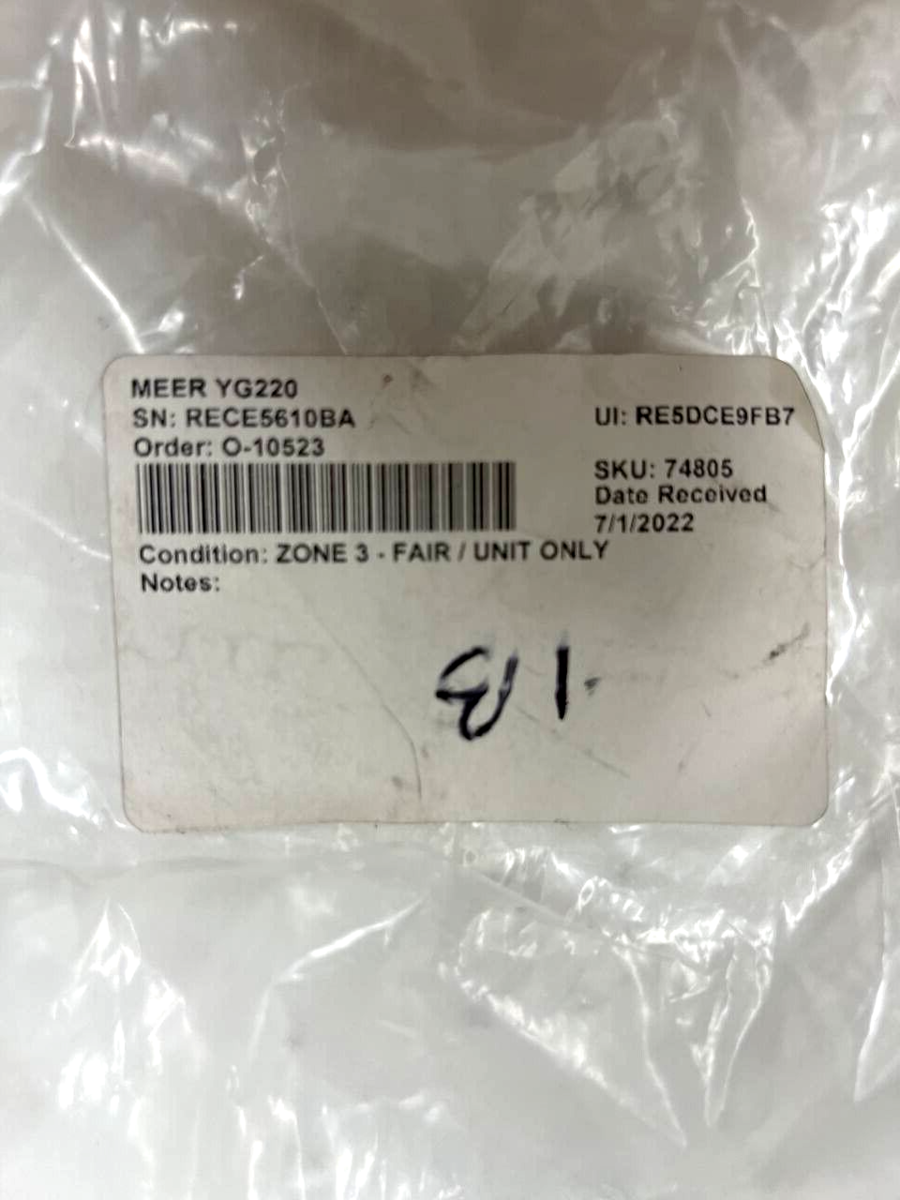 MEER YG220
SN: RECE5610BA
UI: RE5DCE9FB7
Order: O-10523
SKU: 74805
Date Received
7/1/2022
Condition: ZONE 3 - FAIR / UNIT ONLY
Notes: